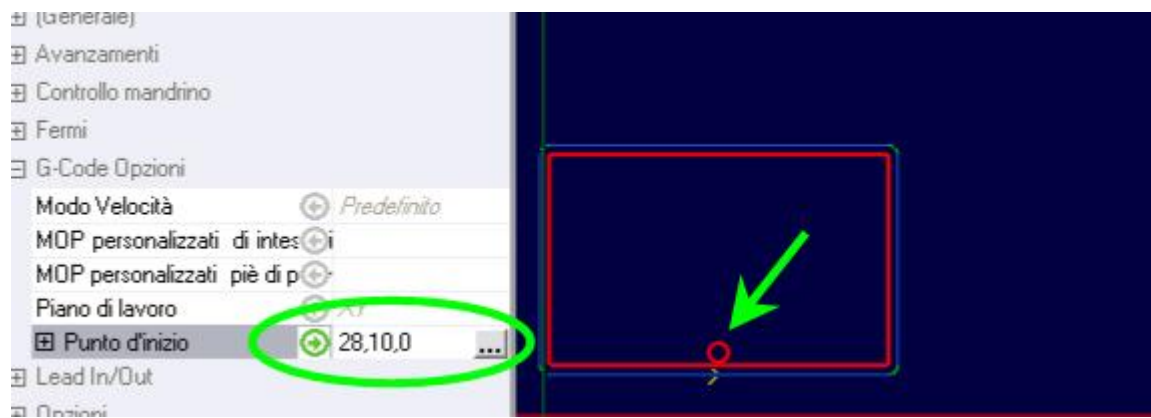 (Generale)
Avanzamenti
Controllo mandrino
Fermi
G-Code Opzioni
Modo Velocità Predefinito
MOP personalizzati di intes i
MOP personalizzati piè di p
Piano di lavoro XY
Punto d'inizio 28,10,0 ...
Lead In/Out
Opzioni